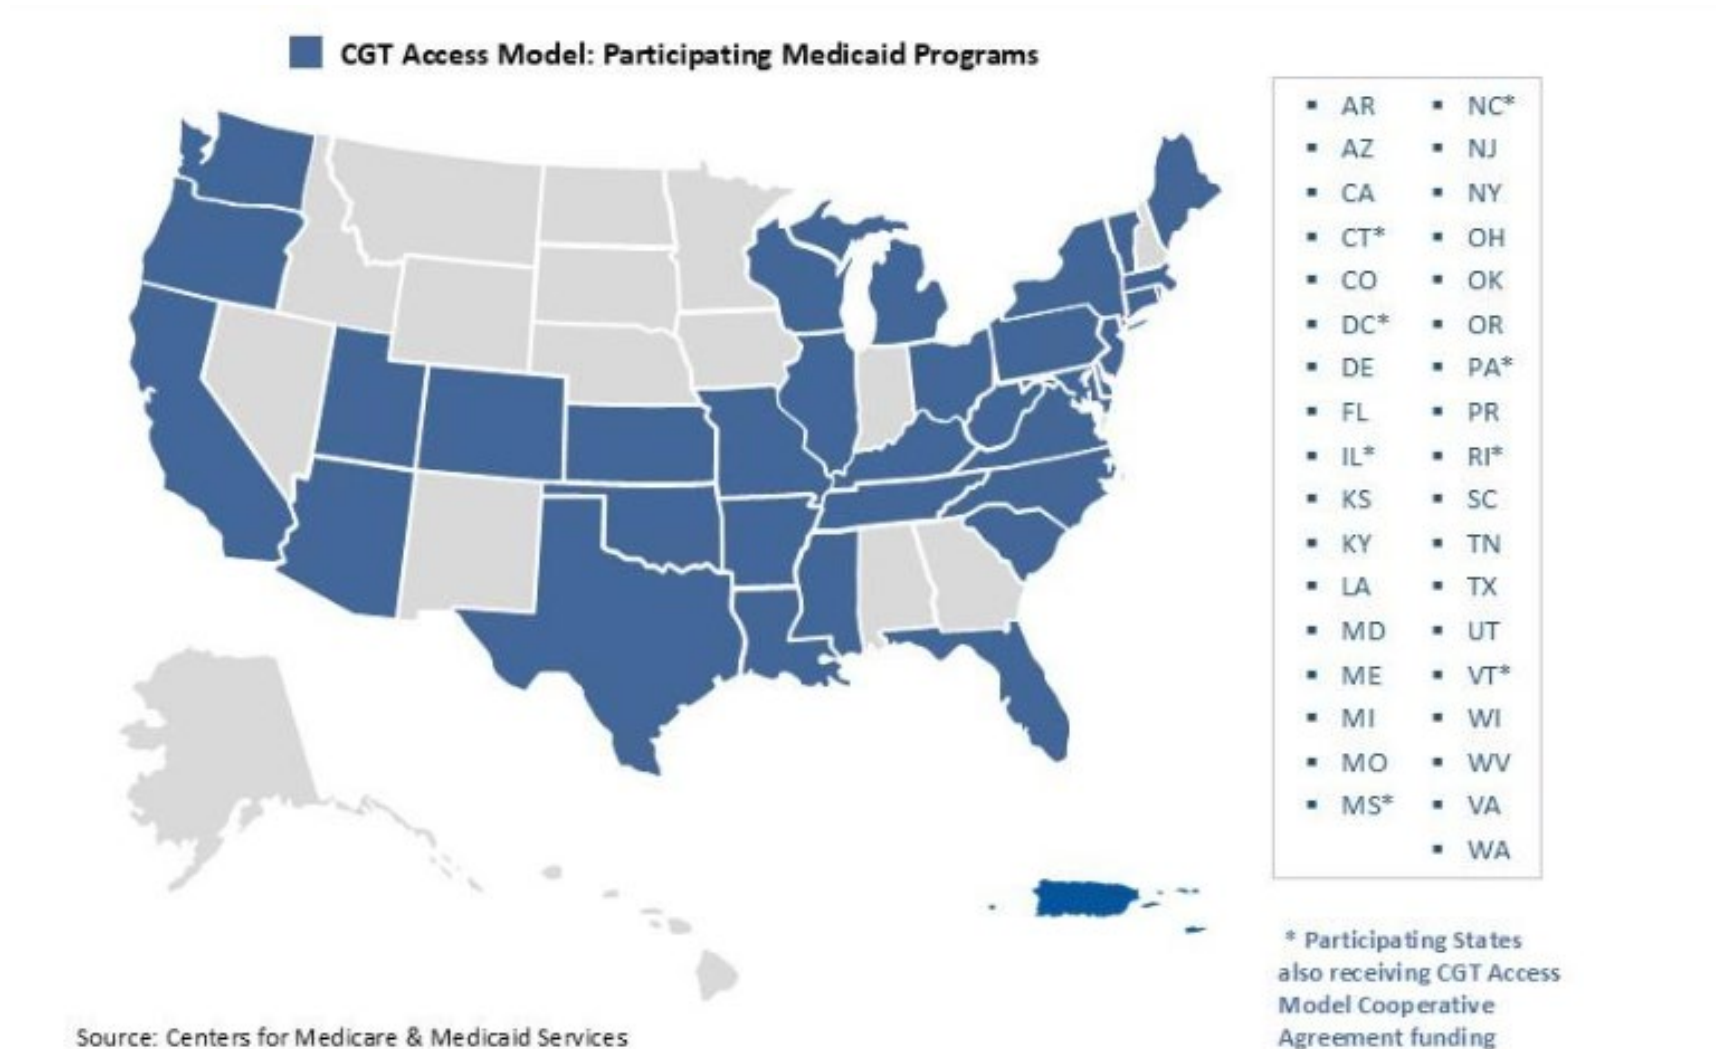 CGT Access Model: Participating Medicaid Programs
▪ AR
▪ AZ
▪ CA
▪ CT*
▪ CO
▪ DC*
▪ DE
▪ FL
▪ IL*
▪ KS
▪ KY
▪ LA
▪ MD
▪ ME
▪ MI
▪ MO
▪ MS*
▪ NC*
▪ NJ
▪ NY
▪ OH
▪ OK
▪ OR
▪ PA*
▪ PR
▪ RI*
▪ SC
▪ TN
▪ TX
▪ UT
▪ VT*
▪ WI
▪ WV
▪ VA
▪ WA
* Participating States
also receiving CGT Access
Model Cooperative
Agreement funding
Source: Centers for Medicare & Medicaid Services